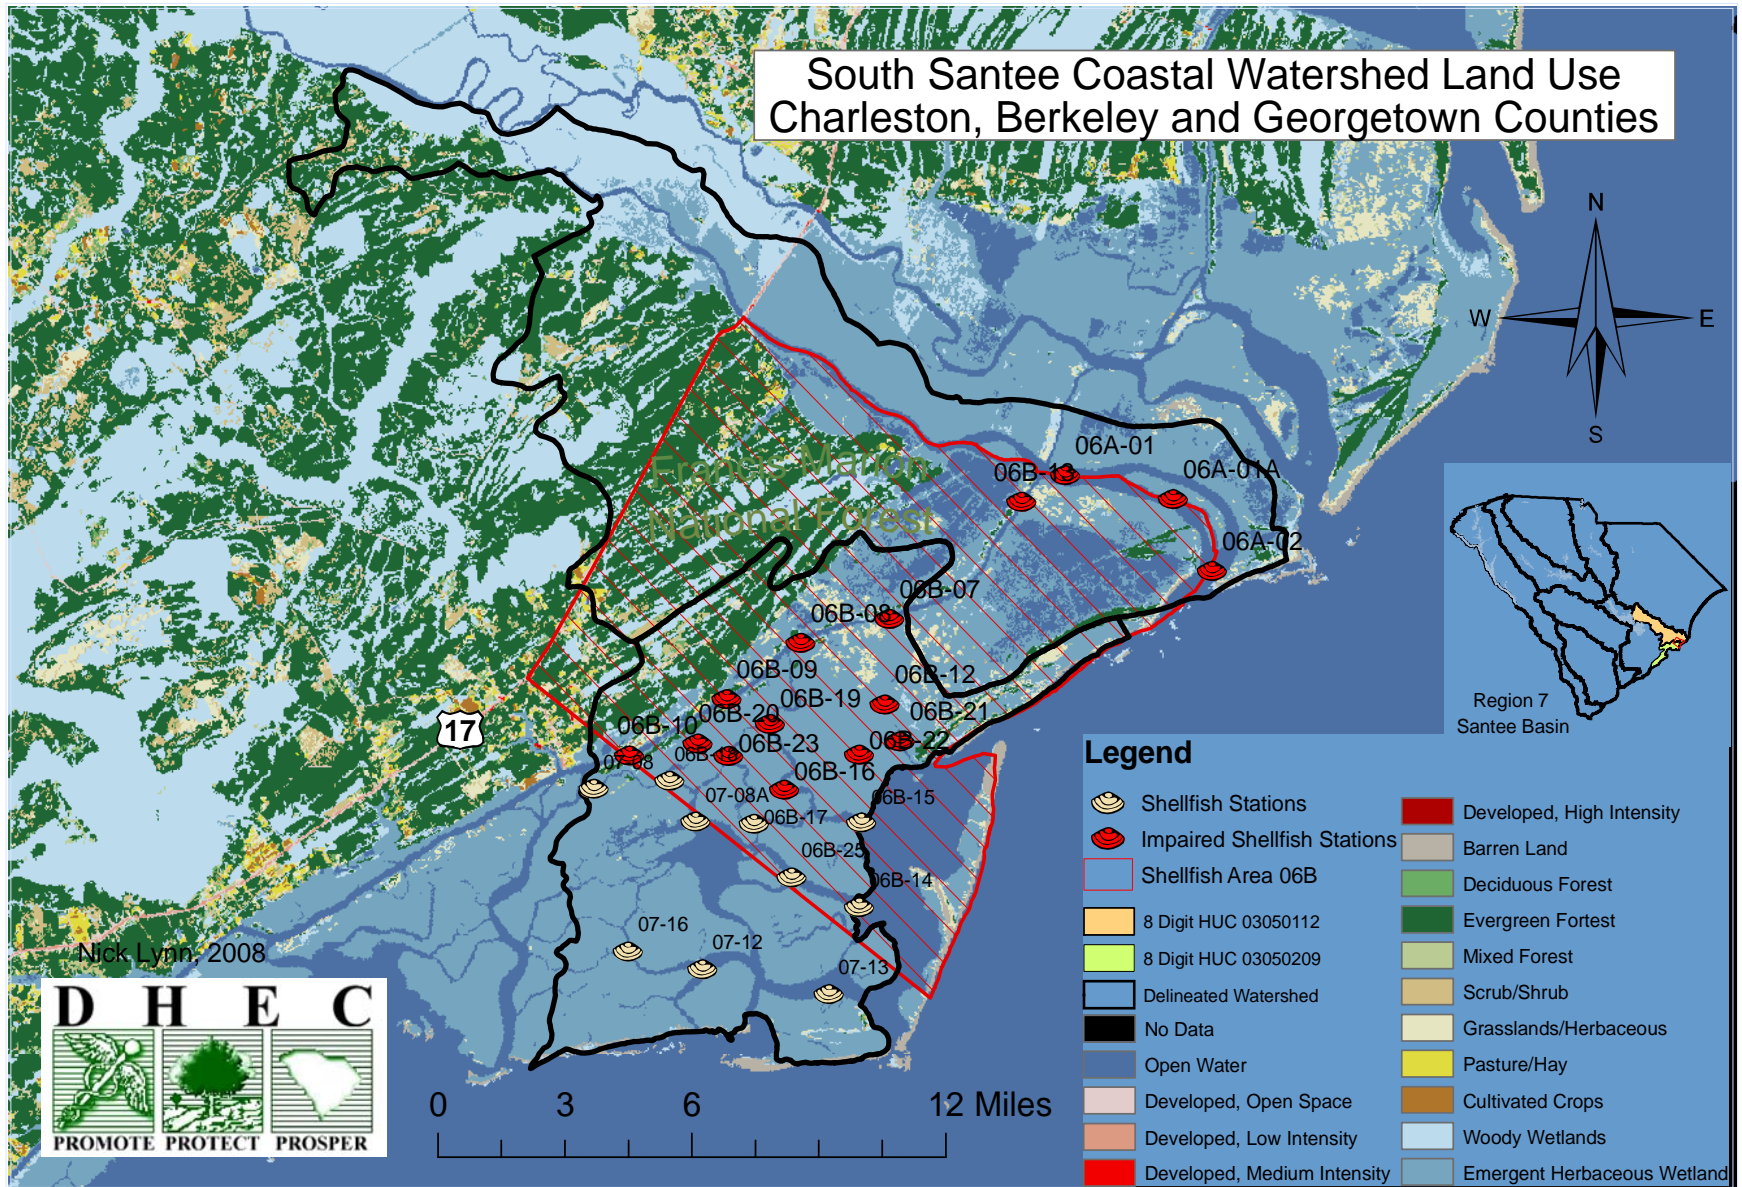 South Santee Coastal Watershed Land Use
Charleston, Berkeley and Georgetown Counties
N
W
E
S
Francis Marion
National Forest
06A-01
06B-13
06A-01A
06A-02
06B-07
06B-08
06B-09
06B-12
06B-19
06B-10
06B-20
06B-21
06B-23
06B-22
07-08
06B-18
06B-16
07-08A
06B-15
06B-17
06B-25
06B-14
07-16
07-12
07-13
17
Region 7
Santee Basin
Nick Lynn, 2008
D H E C
PROMOTE PROTECT PROSPER
0 3 6 12 Miles
Legend
Shellfish Stations
Impaired Shellfish Stations
Shellfish Area 06B
8 Digit HUC 03050112
8 Digit HUC 03050209
Delineated Watershed
No Data
Open Water
Developed, Open Space
Developed, Low Intensity
Developed, Medium Intensity
Developed, High Intensity
Barren Land
Deciduous Forest
Evergreen Fortest
Mixed Forest
Scrub/Shrub
Grasslands/Herbaceous
Pasture/Hay
Cultivated Crops
Woody Wetlands
Emergent Herbaceous Wetland